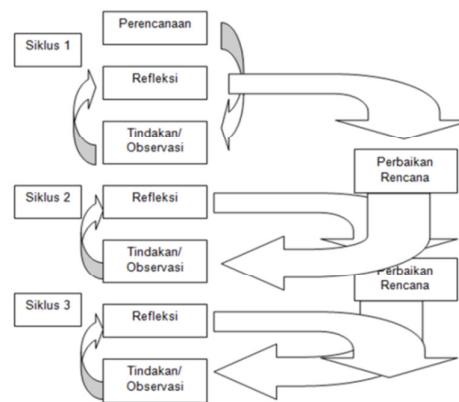 Perencanaan
Siklus 1
Refleksi
Tindakan/
Observasi
Perbaikan
Rencana
Siklus 2
Refleksi
Tindakan/
Observasi
Perbaikan
Rencana
Siklus 3
Refleksi
Tindakan/
Observasi